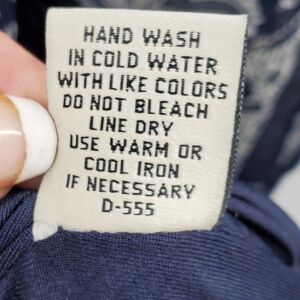 HAND WASH
IN COLD WATER
WITH LIKE COLORS
DO NOT BLEACH
LINE DRY
USE WARM OR
COOL IRON
IF NECESSARY
D-555